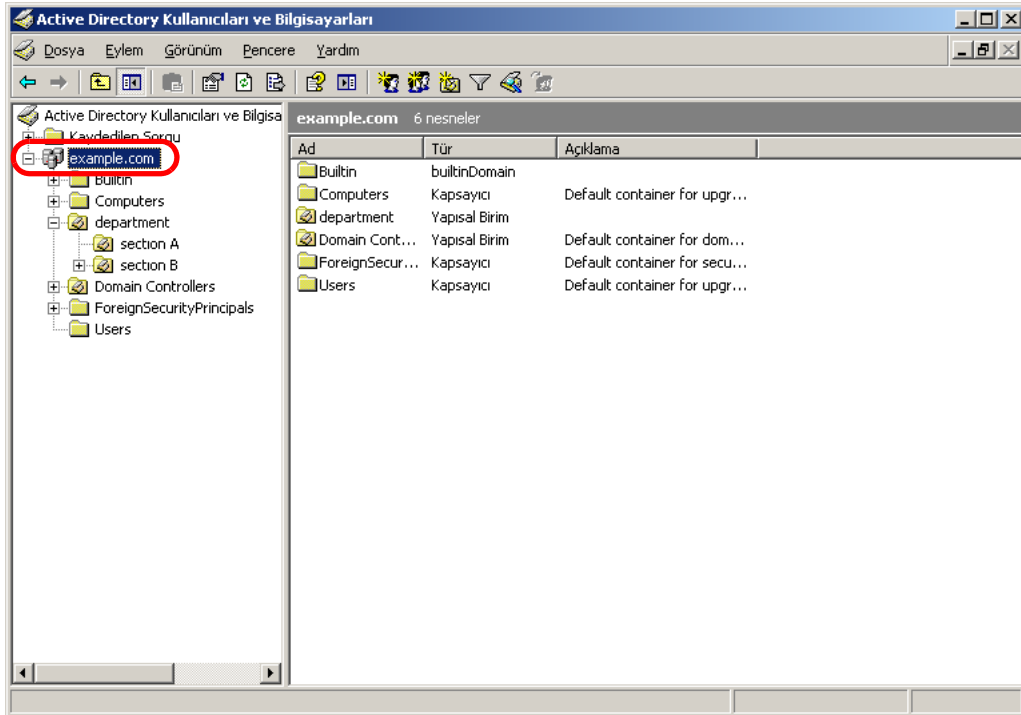 Active Directory Kullanıcıları ve Bilgisayarları
Dosya Eylem Görünüm Pencere Yardım
Active Directory Kullanıcıları ve Bilgisa
Kaydedilen Sorgu
example.com
Builtin
Computers
department
section A
section B
Domain Controllers
ForeignSecurityPrincipals
Users
example.com 6 nesneler
Ad Tür Açıklama
Builtin builtinDomain
Computers Kapsayıcı Default container for upgr...
department Yapısal Birim
Domain Cont... Yapısal Birim Default container for dom...
ForeignSecur... Kapsayıcı Default container for secu...
Users Kapsayıcı Default container for upgr...